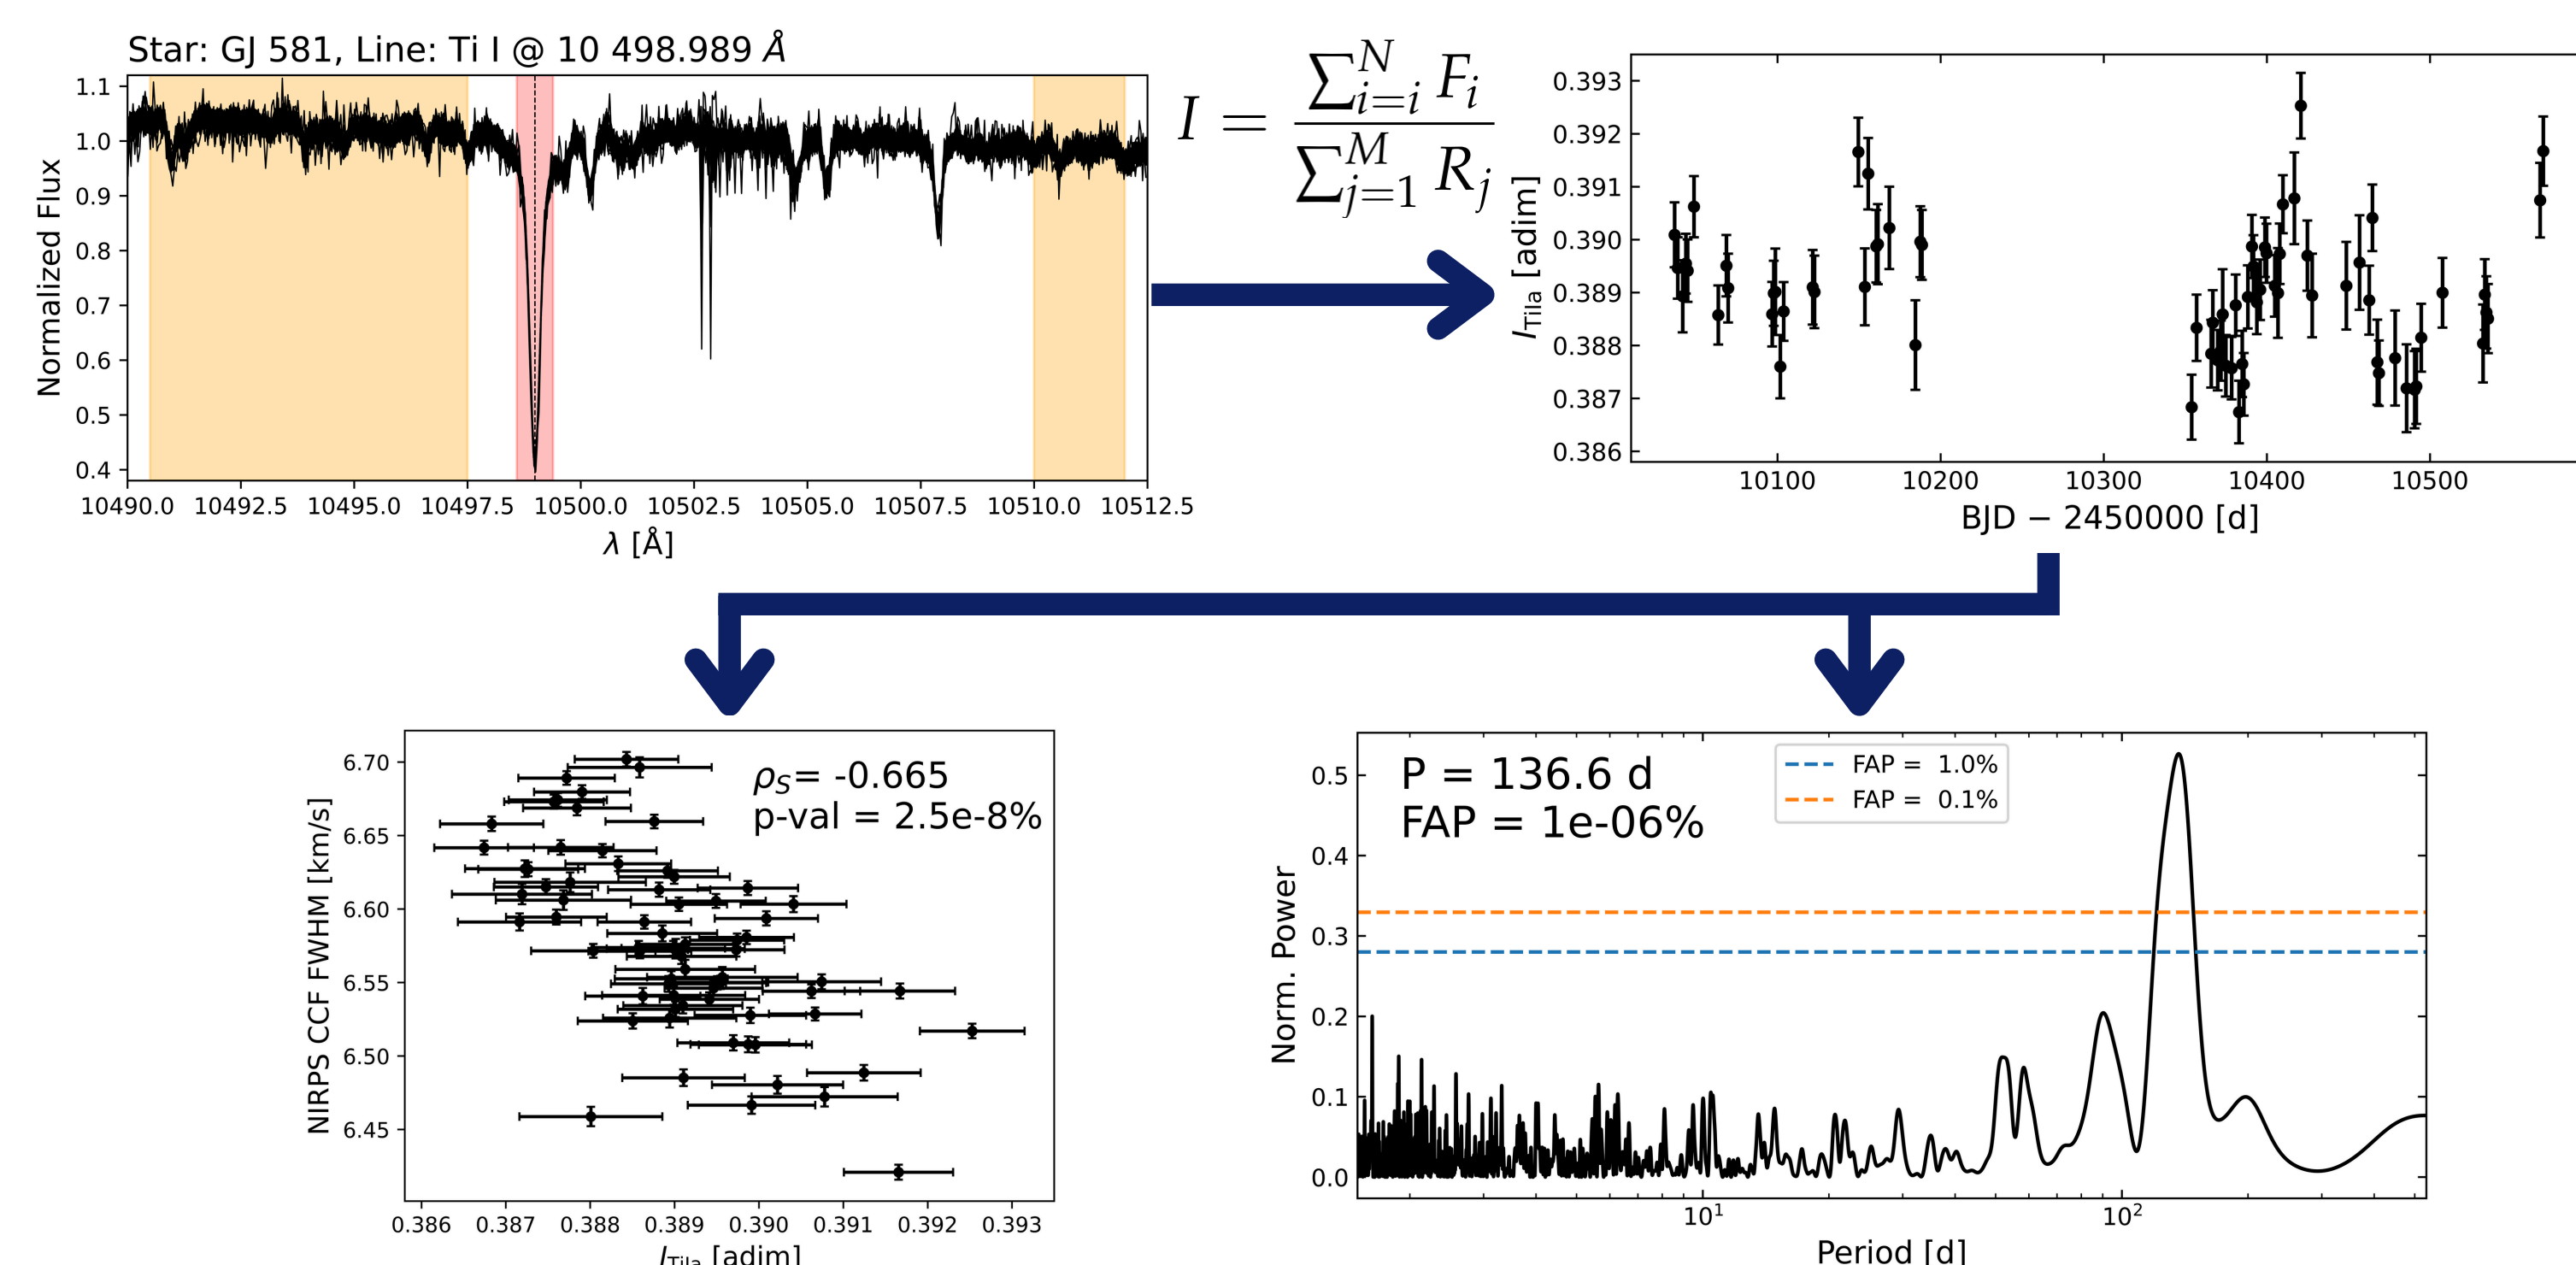 Star: GJ 581, Line: Ti I @ 10 498.989 Å
1.1
1.0
0.9
0.8
0.7
0.6
0.5
0.4
Normalized Flux
10490.0 10492.5 10495.0 10497.5 10500.0 10502.5 10505.0 10507.5 10510.0 10512.5
λ [Å]
I = \frac{\sum_{i=i}^{N} F_i}{\sum_{j=1}^{M} R_j}
0.393
0.392
0.391
0.390
0.389
0.388
0.387
0.386
I_Tila [adim]
10100 10200 10300 10400 10500
BJD − 2450000 [d]
6.70
6.65
6.60
6.55
6.50
6.45
NIRPS CCF FWHM [km/s]
ρ_S= -0.665
p-val = 2.5e-8%
0.386 0.387 0.388 0.389 0.390 0.391 0.392 0.393
I_Tila [adim]
P = 136.6 d
FAP = 1e-06%
FAP = 1.0%
FAP = 0.1%
0.5
0.4
0.3
0.2
0.1
0.0
Norm. Power
10^1 10^2
Period [d]